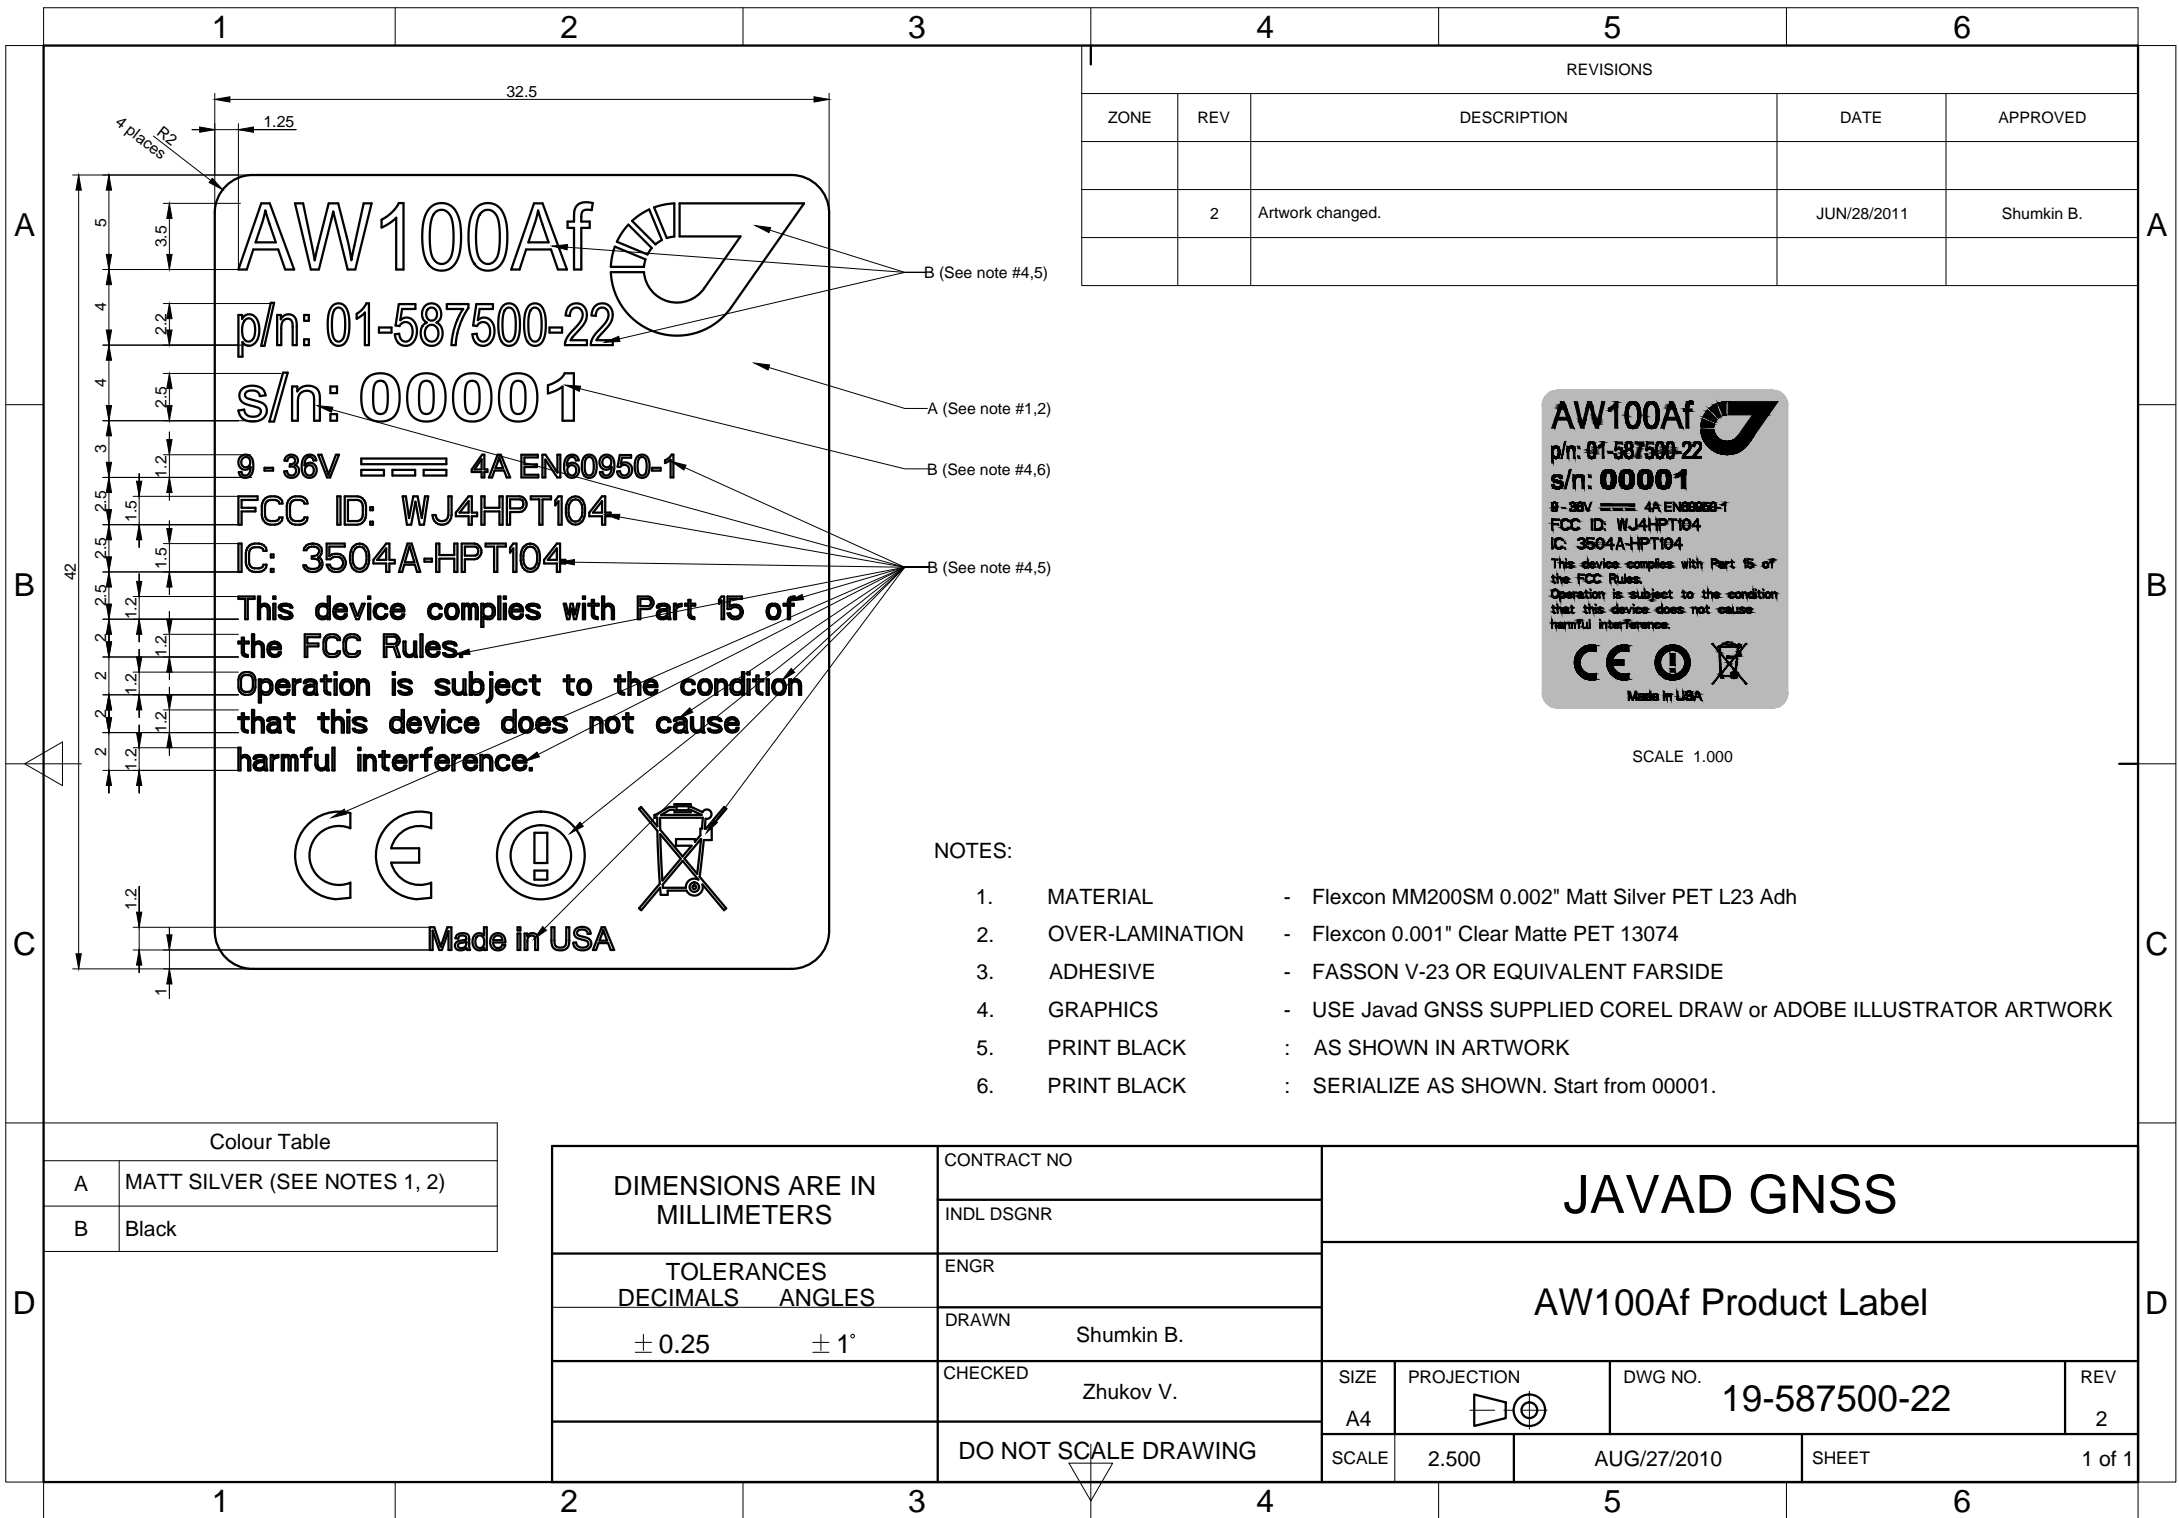 1 2 3 4 5 6
A
B
C
D
A
B
C
D
32.5
1.25
R2
4 places
42
5
4
4
3
2.5
2.5
2.5
2
2
2
2
3.5
2.2
2.5
1.2
1.5
1.5
1.2
1.2
1.2
1.2
1.2
1.2
1
AW100Af
p/n: 01-587500-22
s/n: 00001
9 - 36V 4A EN60950-1
FCC ID: WJ4HPT104
IC: 3504A-HPT104
This device complies with Part 15 of
the FCC Rules.
Operation is subject to the condition
that this device does not cause
harmful interference.
CE
Made in USA
B (See note #4,5)
A (See note #1,2)
B (See note #4,6)
B (See note #4,5)
REVISIONS
ZONE REV DESCRIPTION DATE APPROVED
2 Artwork changed. JUN/28/2011 Shumkin B.
AW100Af
p/n: 01-587500-22
s/n: 00001
9 - 36V 4A EN60950-1
FCC ID: WJ4HPT104
IC: 3504A-HPT104
This device complies with Part 15 of
the FCC Rules.
Operation is subject to the condition
that this device does not cause
harmful interference.
CE
Made in USA
SCALE 1.000
NOTES:
1. MATERIAL - Flexcon MM200SM 0.002" Matt Silver PET L23 Adh
2. OVER-LAMINATION - Flexcon 0.001" Clear Matte PET 13074
3. ADHESIVE - FASSON V-23 OR EQUIVALENT FARSIDE
4. GRAPHICS - USE Javad GNSS SUPPLIED COREL DRAW or ADOBE ILLUSTRATOR ARTWORK
5. PRINT BLACK : AS SHOWN IN ARTWORK
6. PRINT BLACK : SERIALIZE AS SHOWN. Start from 00001.
Colour Table
A MATT SILVER (SEE NOTES 1, 2)
B Black
DIMENSIONS ARE IN
MILLIMETERS
TOLERANCES
DECIMALS ANGLES
± 0.25 ± 1°
CONTRACT NO
INDL DSGNR
ENGR
DRAWN Shumkin B.
CHECKED Zhukov V.
DO NOT SCALE DRAWING
JAVAD GNSS
AW100Af Product Label
SIZE A4
PROJECTION
DWG NO. 19-587500-22
REV 2
SCALE 2.500 AUG/27/2010 SHEET 1 of 1
1 2 3 4 5 6